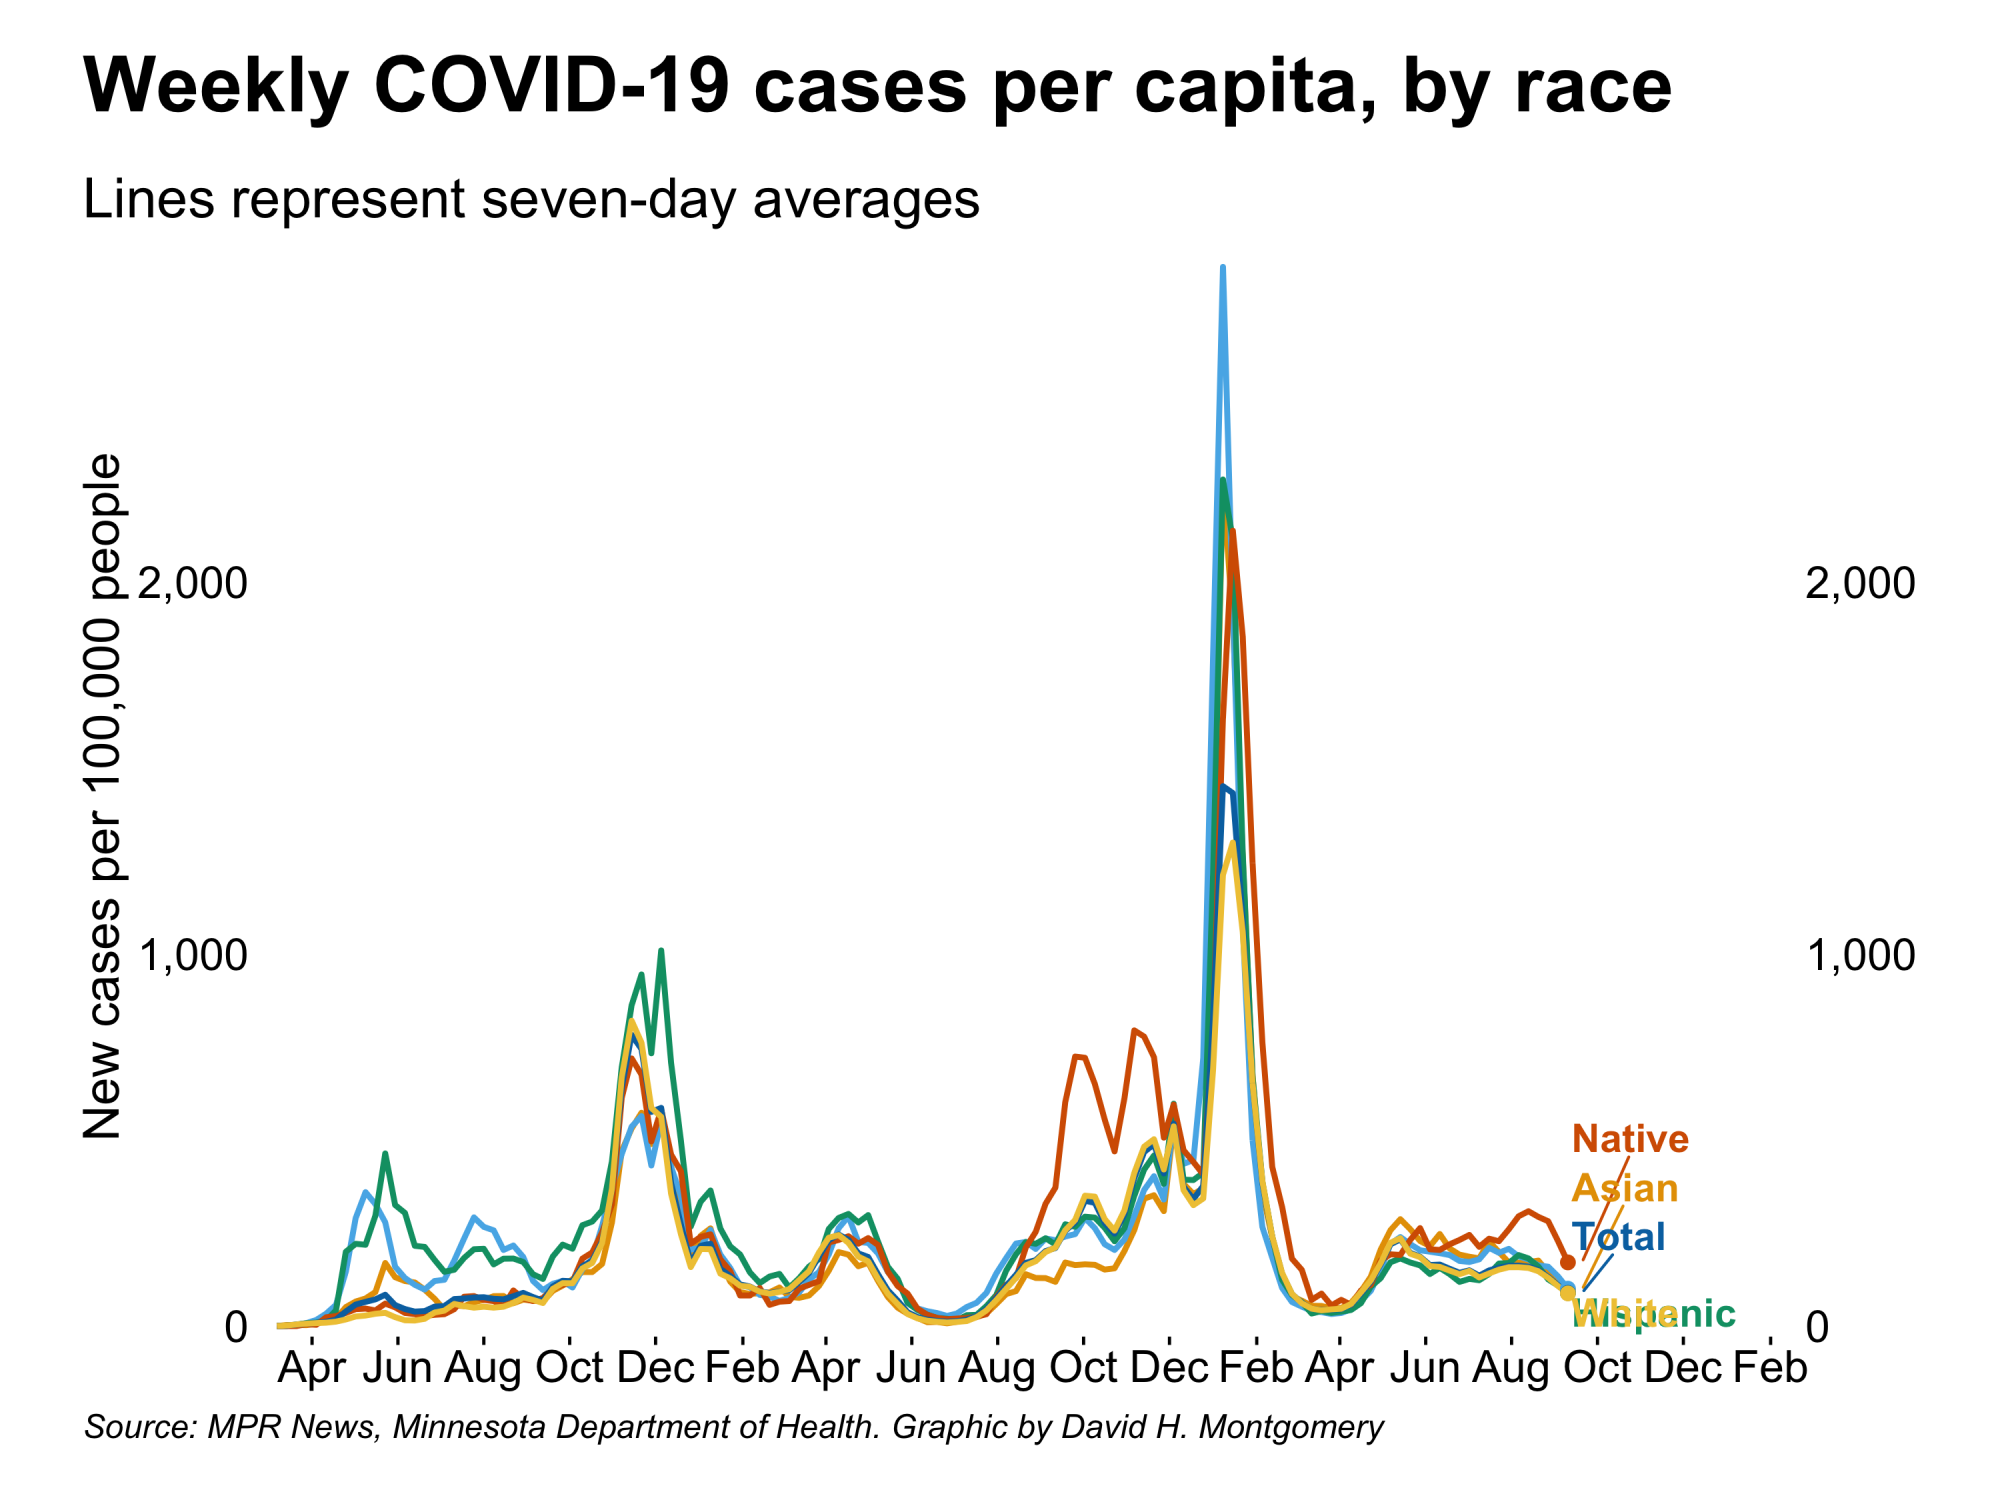 Weekly COVID-19 cases per capita, by race
Lines represent seven-day averages
New cases per 100,000 people
2,000
1,000
0
2,000
1,000
0
Native
Asian
Total
Hispanic
White
Apr Jun Aug Oct Dec Feb Apr Jun Aug Oct Dec Feb Apr Jun Aug Oct Dec Feb
Source: MPR News, Minnesota Department of Health. Graphic by David H. Montgomery